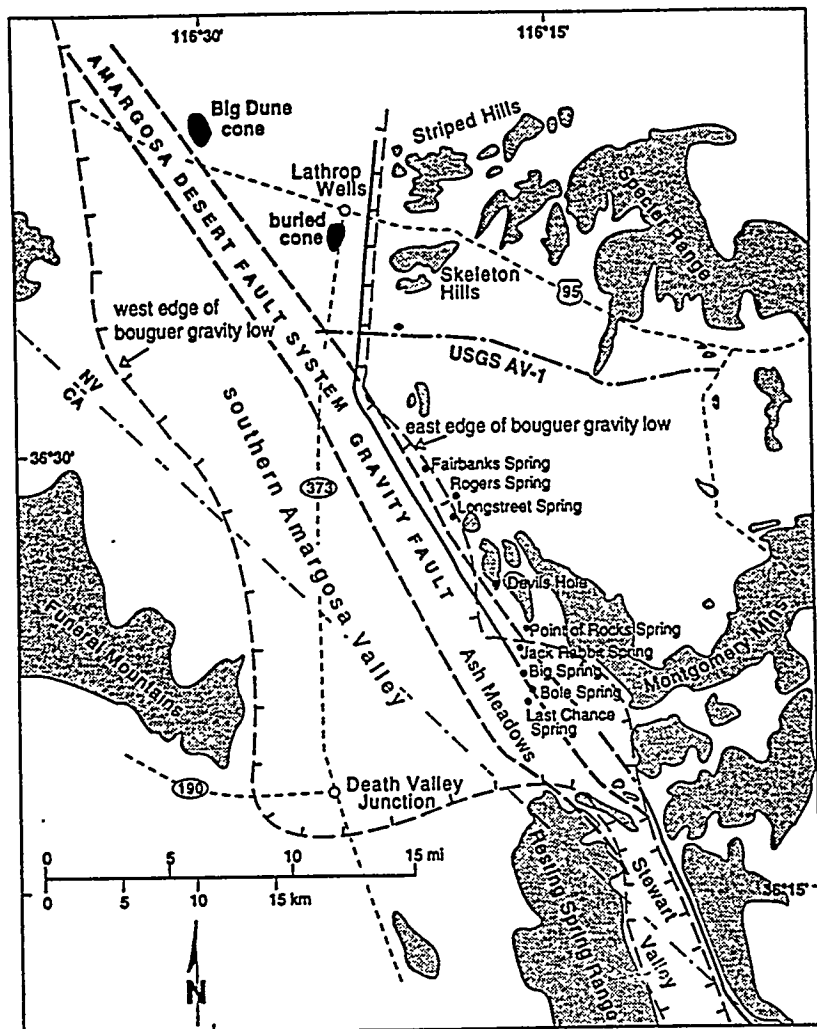 116°30'
116°15'
Big Dune
cone
Striped Hills
Lathrop
Wells
buried
cone
Specter Range
Skeleton
Hills
95
AMARGOSA DESERT FAULT SYSTEM
GRAVITY FAULT
west edge of
bouguer gravity low
USGS AV-1
NV
CA
east edge of bouguer gravity low
36°30'
southern Amargosa Valley
373
Fairbanks Spring
Rogers Spring
Longstreet Spring
Devils Hole
Funeral Mountains
Point of Rocks Spring
Jack Rabbit Spring
Big Spring
Bole Spring
Last Chance
Spring
Montgomery Mtns
Ash Meadows
190
Death Valley
Junction
0 5 10 15 mi
0 5 10 15 km
Resting Spring Range
Stewart
Valley
36°15'
N